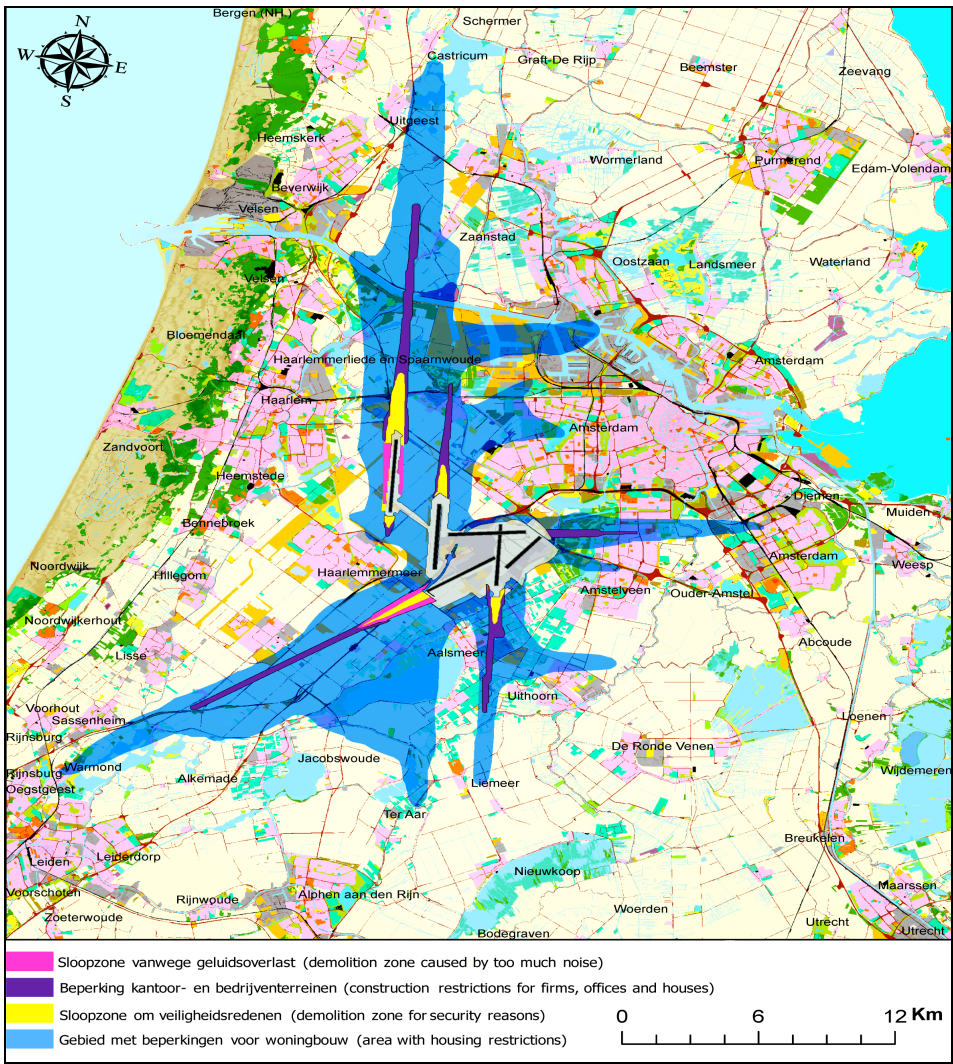 Bergen (NH.)
Schermer
N
W
E
S
Castricum
Graft-De Rijp
Beemster
Zeevang
Uitgeest
Heemskerk
Wormerland
Purmerend
Edam-Volendam
Beverwijk
Velsen
Zaanstad
Oostzaan
Landsmeer
Waterland
Velsen
Bloemendaal
Haarlemmerliede en Spaarnwoude
Amsterdam
Haarlem
Amsterdam
Zandvoort
Heemstede
Diemen
Muiden
Bennebroek
Amsterdam
Weesp
Noordwijk
Hillegom
Haarlemmermeer
Amstelveen
Ouder-Amstel
Noordwijkerhout
Abcoude
Lisse
Aalsmeer
Uithoorn
Voorhout
Sassenheim
Loenen
Rijnsburg
De Ronde Venen
Jacobswoude
Warmond
Rijnsburg
Alkemade
Wijdemeren
Oegstgeest
Liemeer
Ter Aar
Breukelen
Leiden
Leiderdorp
Nieuwkoop
Maarssen
Voorschoten
Rijnwoude
Alphen aan den Rijn
Woerden
Zoeterwoude
Utrecht
Utrecht
Bodegraven
Sloopzone vanwege geluidsoverlast (demolition zone caused by too much noise)
Beperking kantoor- en bedrijventerreinen (construction restrictions for firms, offices and houses)
Sloopzone om veiligheidsredenen (demolition zone for security reasons)
Gebied met beperkingen voor woningbouw (area with housing restrictions)
0 6 12 Km